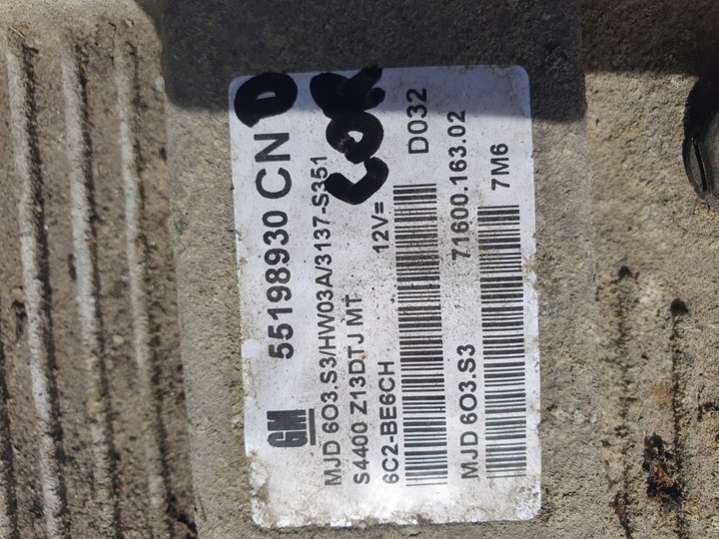 GM 55198930 CN D
MJD 6O3.S3/HW03A/3137-S351
COR
S4400 Z13DTJ MT 12V=
6C2-BE6CH D032
MJD 6O3.S3 71600.163.02
7M6